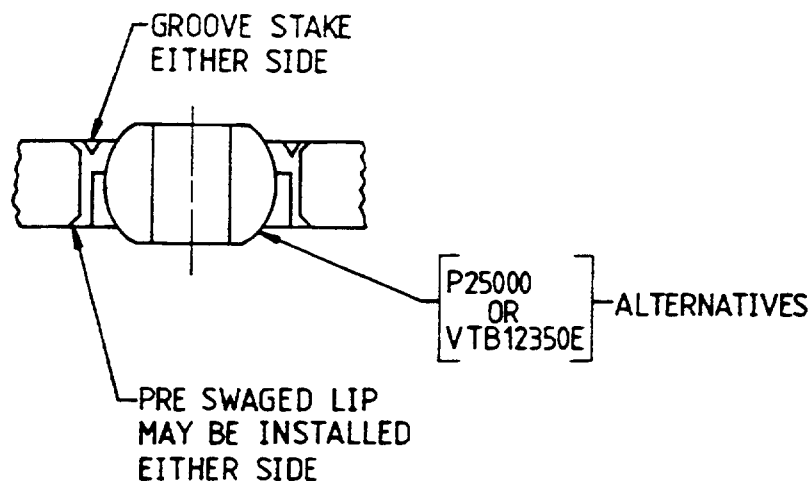 GROOVE STAKE
EITHER SIDE
P25000
OR
VTB12350E
ALTERNATIVES
PRE SWAGED LIP
MAY BE INSTALLED
EITHER SIDE